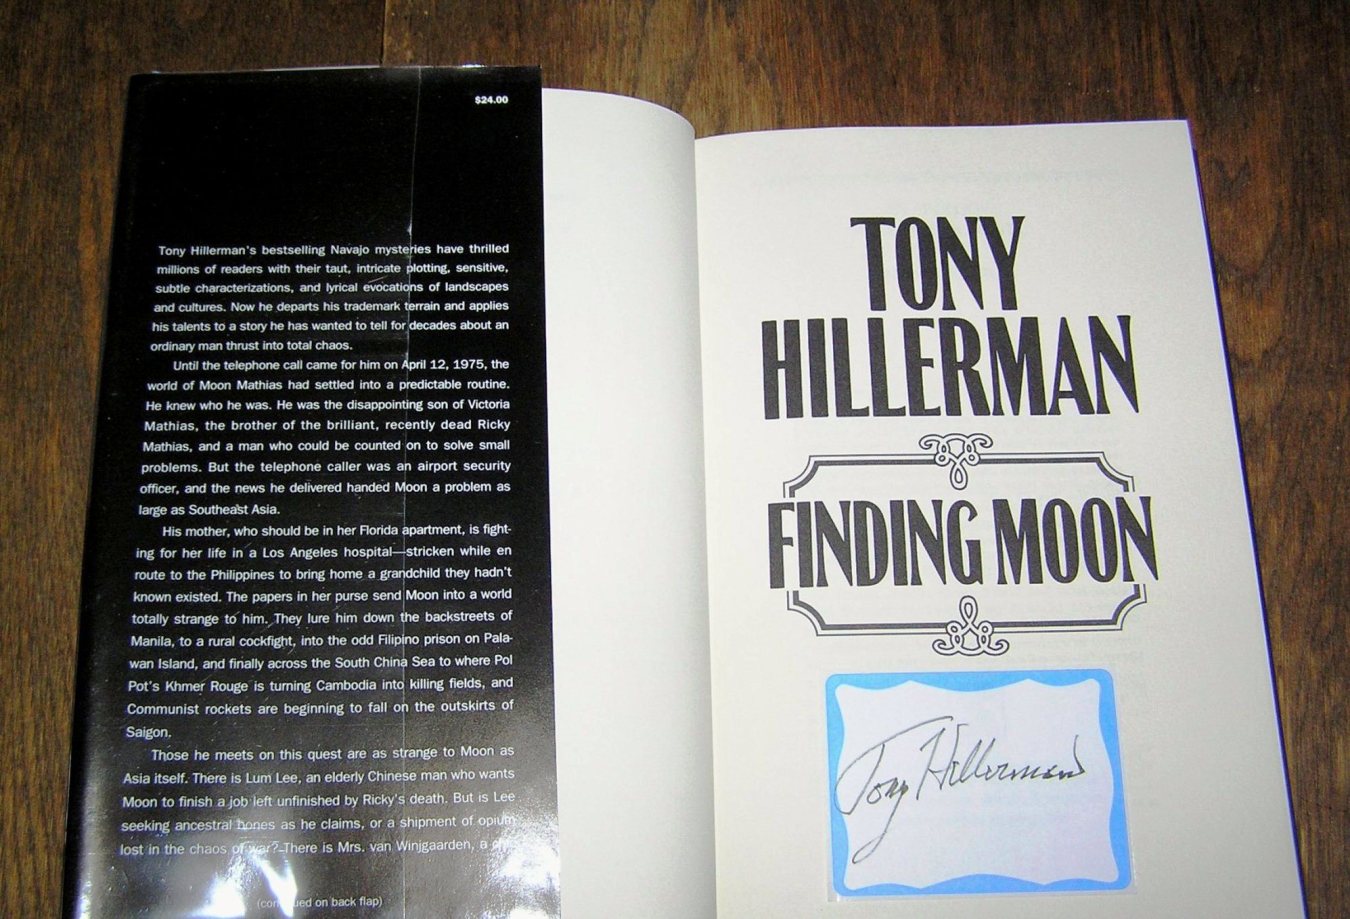 $24.00
Tony Hillerman's bestselling Navajo mysteries have thrilled
millions of readers with their taut, intricate plotting, sensitive,
subtle characterizations, and lyrical evocations of landscapes
and cultures. Now he departs his trademark terrain and applies
his talents to a story he has wanted to tell for decades about an
ordinary man thrust into total chaos.
Until the telephone call came for him on April 12, 1975, the
world of Moon Mathias had settled into a predictable routine.
He knew who he was. He was the disappointing son of Victoria
Mathias, the brother of the brilliant, recently dead Ricky
Mathias, and a man who could be counted on to solve small
problems. But the telephone caller was an airport security
officer, and the news he delivered handed Moon a problem as
large as Southeast Asia.
His mother, who should be in her Florida apartment, is fight-
ing for her life in a Los Angeles hospital—stricken while en
route to the Philippines to bring home a grandchild they hadn't
known existed. The papers in her purse send Moon into a world
totally strange to him. They lure him down the backstreets of
Manila, to a rural cockfight, into the odd Filipino prison on Pala-
wan Island, and finally across the South China Sea to where Pol
Pot's Khmer Rouge is turning Cambodia into killing fields, and
Communist rockets are beginning to fall on the outskirts of
Saigon.
Those he meets on this quest are as strange to Moon as
Asia itself. There is Lum Lee, an elderly Chinese man who wants
Moon to finish a job left unfinished by Ricky's death. But is Lee
seeking ancestral bones as he claims, or a shipment of opium
lost in the chaos of war? There is Mrs. van Winjgaarden, a
(continued on back flap)
TONY
HILLERMAN
FINDING MOON
Tony Hillerman